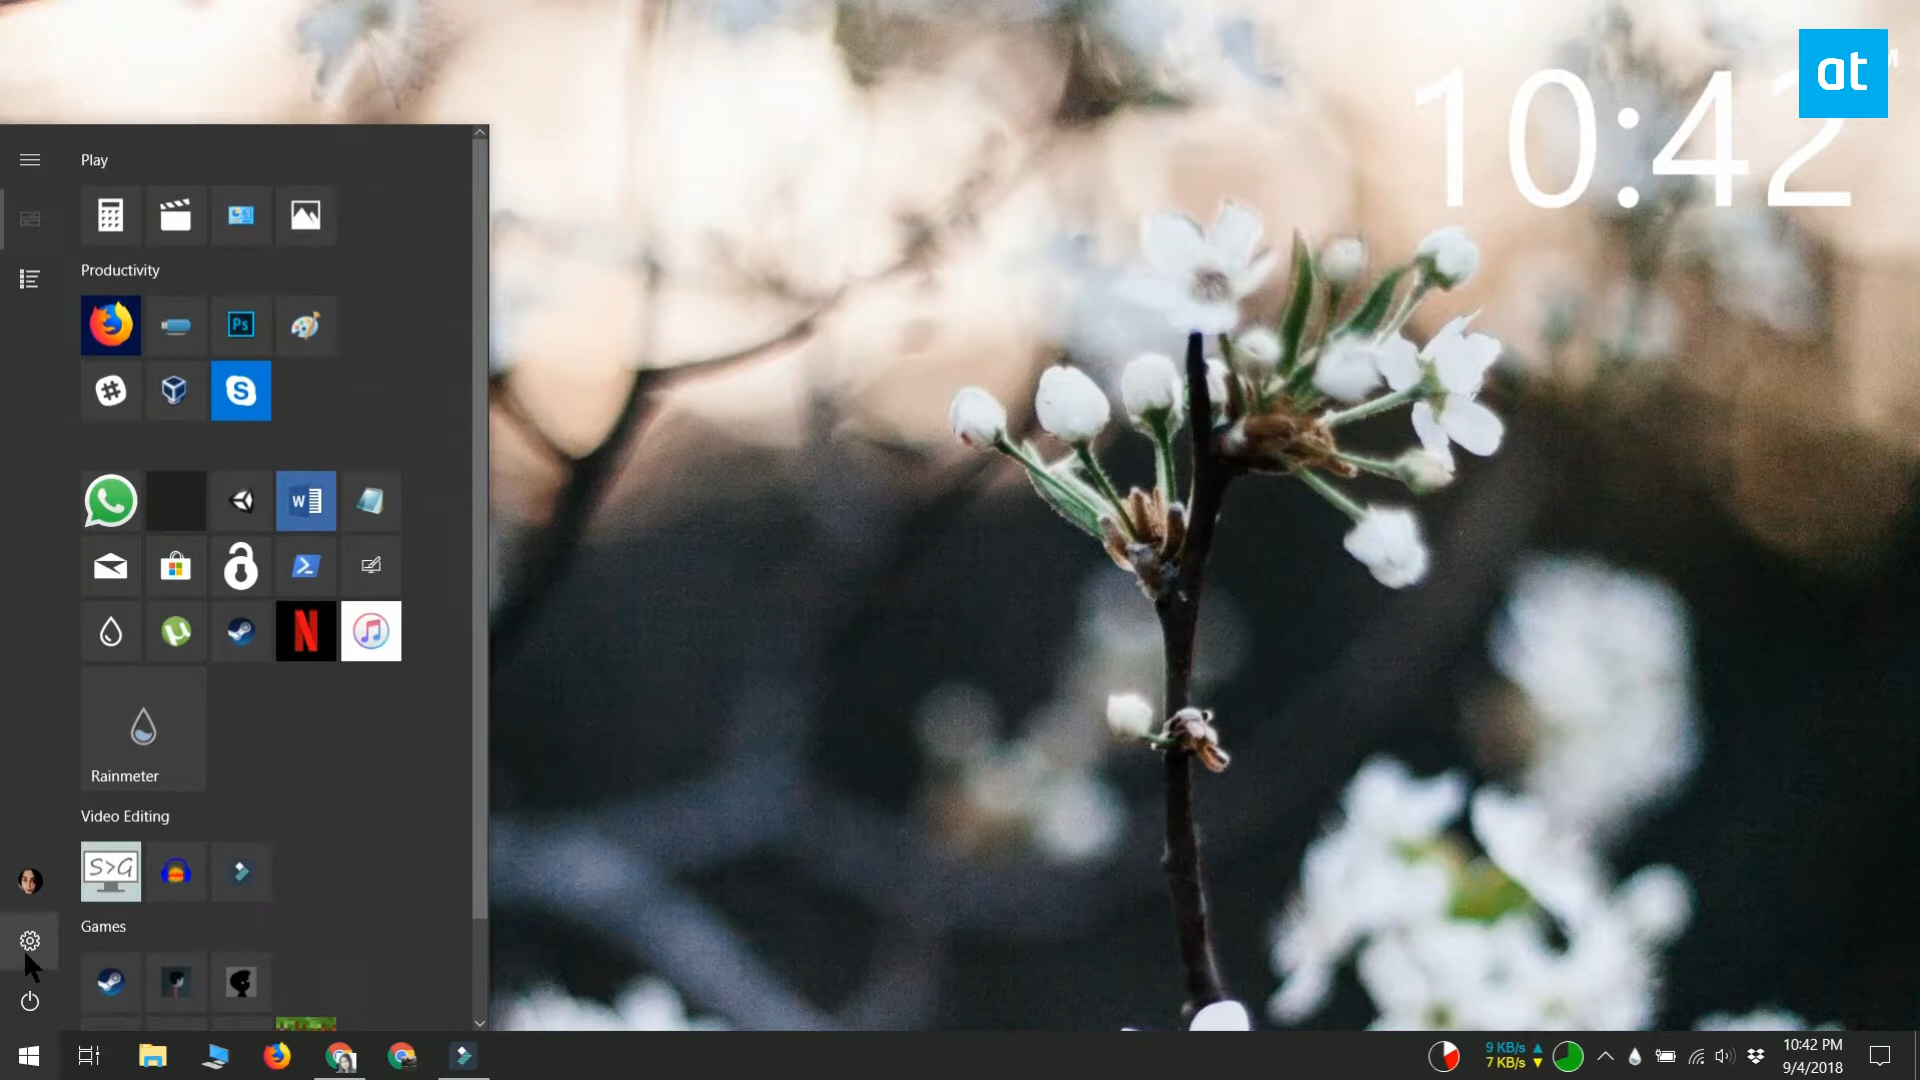 at
10:42
Play
Productivity
Ps
S
W
N
Rainmeter
Video Editing
S>G
Games
9 KB/s
7 KB/s
10:42 PM
9/4/2018